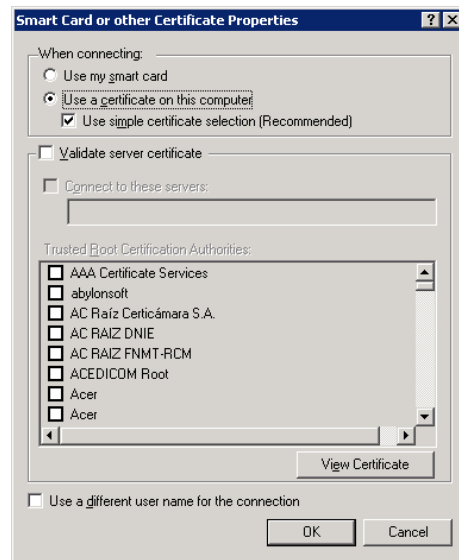 Smart Card or other Certificate Properties
When connecting:
Use my smart card
Use a certificate on this computer
Use simple certificate selection (Recommended)
Validate server certificate
Connect to these servers:
Trusted Root Certification Authorities:
AAA Certificate Services
abylonsoft
AC Raíz Certicámara S.A.
AC RAIZ DNIE
AC RAIZ FNMT-RCM
ACEDICOM Root
Acer
Acer
View Certificate
Use a different user name for the connection
OK Cancel